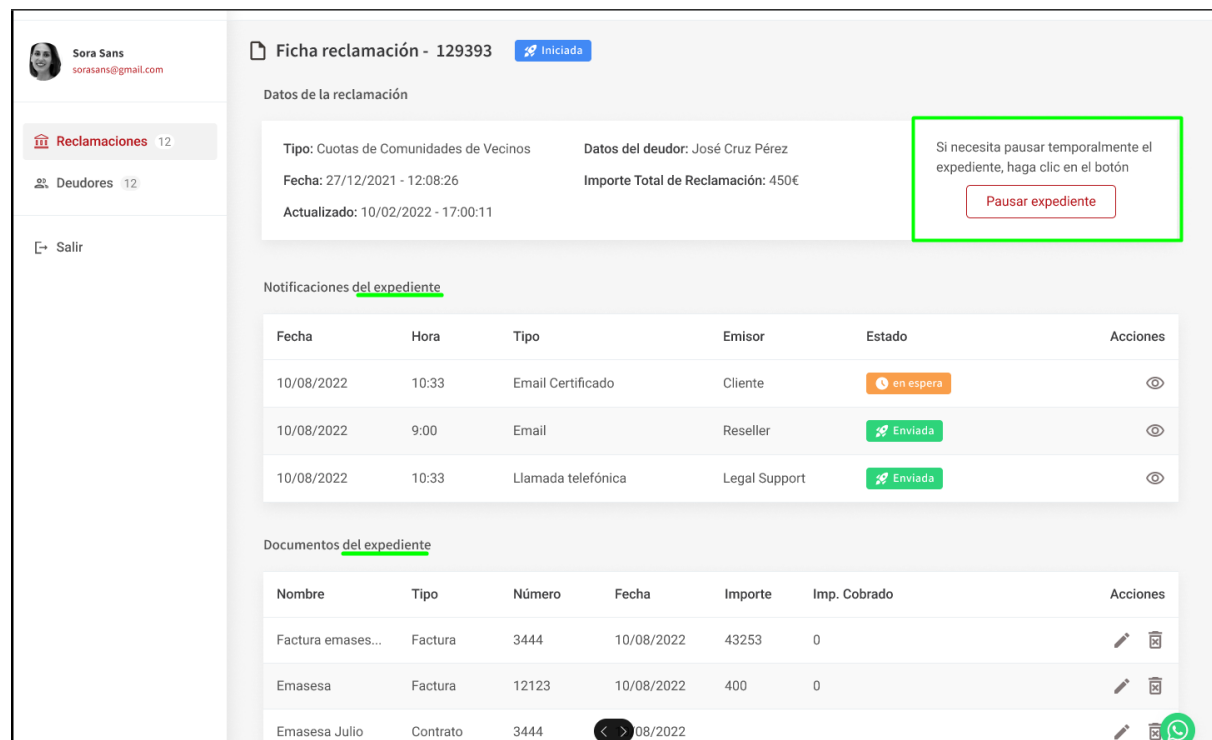 Sora Sans
sorasans@gmail.com
Reclamaciones 12
Deudores 12
Salir
Ficha reclamación - 129393 Iniciada
Datos de la reclamación
Tipo: Cuotas de Comunidades de Vecinos Datos del deudor: José Cruz Pérez
Fecha: 27/12/2021 - 12:08:26 Importe Total de Reclamación: 450€
Actualizado: 10/02/2022 - 17:00:11
Si necesita pausar temporalmente el
expediente, haga clic en el botón
Pausar expediente
Notificaciones del expediente
Fecha Hora Tipo Emisor Estado Acciones
10/08/2022 10:33 Email Certificado Cliente en espera
10/08/2022 9:00 Email Reseller Enviada
10/08/2022 10:33 Llamada telefónica Legal Support Enviada
Documentos del expediente
Nombre Tipo Número Fecha Importe Imp. Cobrado Acciones
Factura emases... Factura 3444 10/08/2022 43253 0
Emasesa Factura 12123 10/08/2022 400 0
Emasesa Julio Contrato 3444 /08/2022